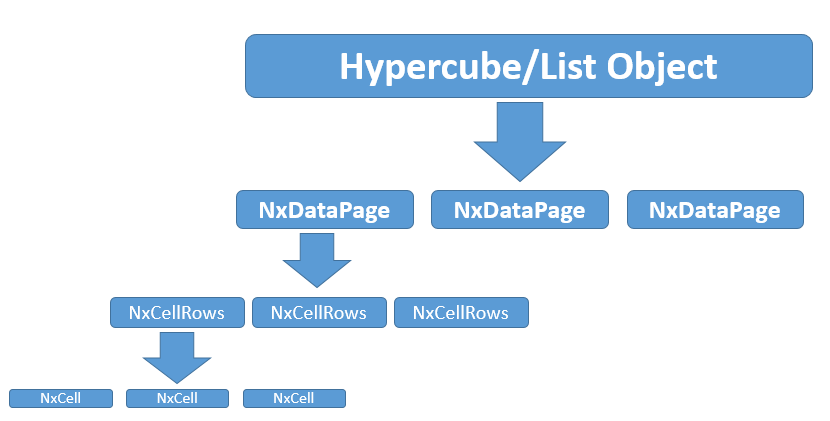 Hypercube/List Object
NxDataPage NxDataPage NxDataPage
NxCellRows NxCellRows NxCellRows
NxCell NxCell NxCell